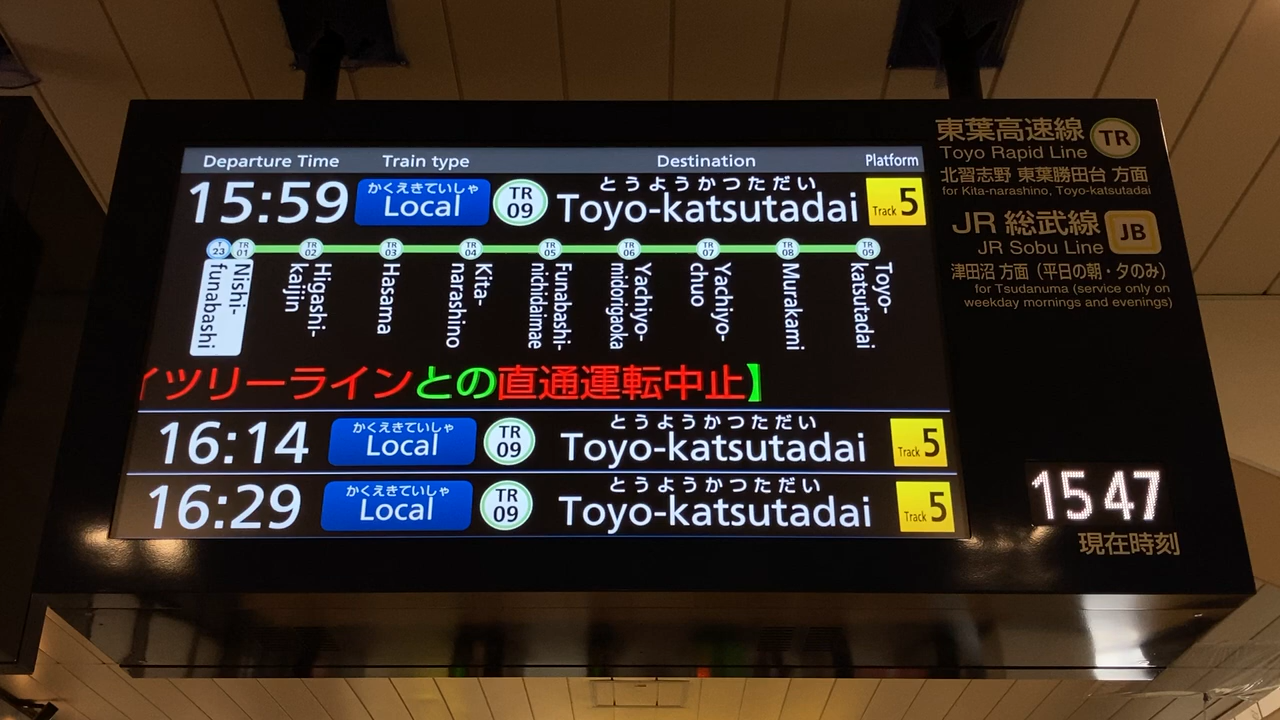 Departure Time Train type Destination Platform
とうようかつただい
15:59 かくえきていしゃ Local TR 09 Toyo-katsutadai Track 5
T 23 TR 01 TR 02 TR 03 TR 04 TR 05 TR 06 TR 07 TR 08 TR 09
Nishi-funabashi
Higashi-kaijin
Hasama
Kita-narashino
Funabashi-nichidaimae
Yachiyo-midorigaoka
Yachiyo-chuo
Murakami
Toyo-katsutadai
イツリーラインとの直通運転中止】
とうようかつただい
16:14 かくえきていしゃ Local TR 09 Toyo-katsutadai Track 5
とうようかつただい
16:29 かくえきていしゃ Local TR 09 Toyo-katsutadai Track 5
東葉高速線 TR
Toyo Rapid Line
北習志野 東葉勝田台 方面
for Kita-narashino, Toyo-katsutadai
JR 総武線 JB
JR Sobu Line
津田沼 方面（平日の朝・夕のみ）
for Tsudanuma (service only on
weekday mornings and evenings)
15 47
現在時刻